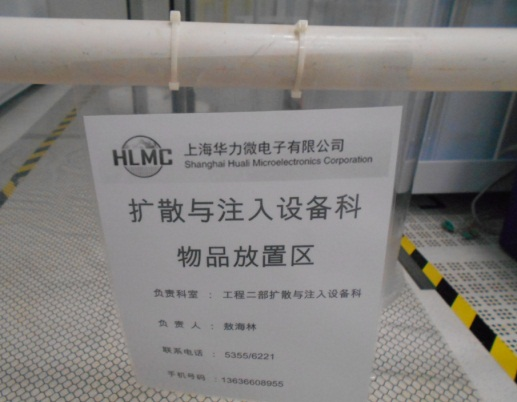 HLMC 上海华力微电子有限公司
Shanghai Huali Microelectronics Corporation
扩散与注入设备科
物品放置区
负责科室 : 工程二部扩散与注入设备科
负 责 人 : 敖海林
联系电话 : 5355/6221
手机号码 : 13636608955